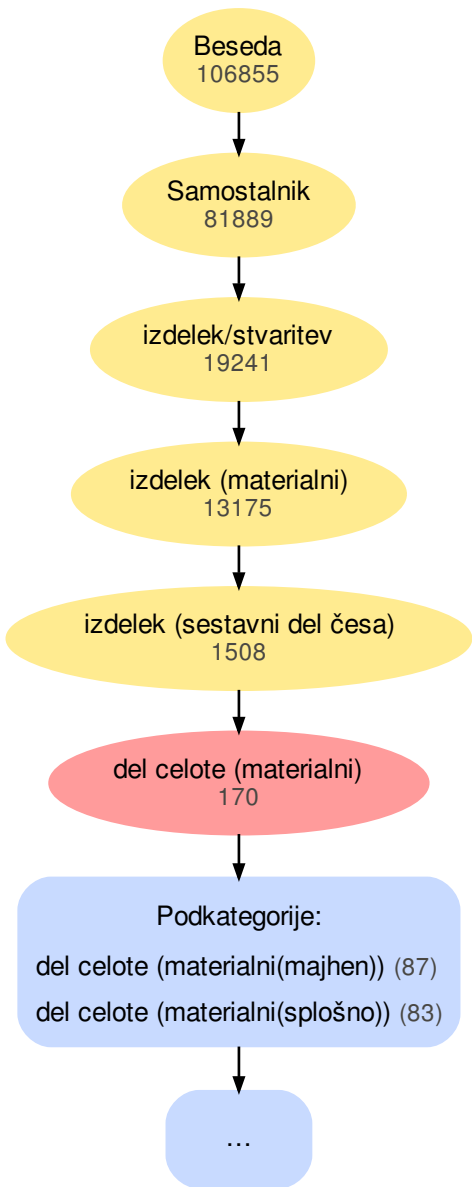 Beseda
106855
Samostalnik
81889
izdelek/stvaritev
19241
izdelek (materialni)
13175
izdelek (sestavni del česa)
1508
del celote (materialni)
170
Podkategorije:
del celote (materialni(majhen)) (87)
del celote (materialni(splošno)) (83)
...